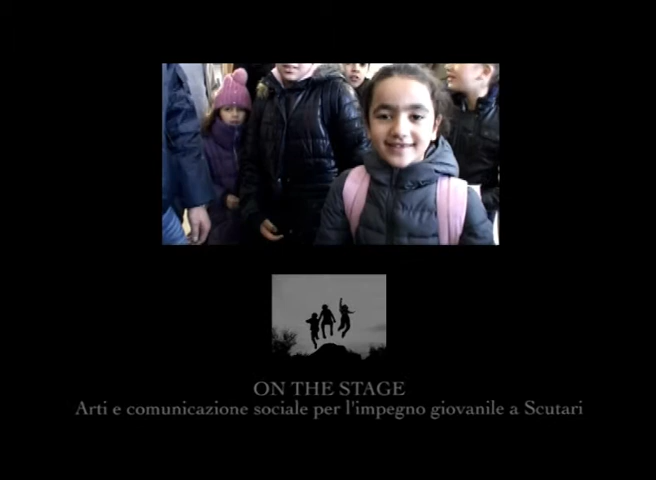 ON THE STAGE
Arti e comunicazione sociale per l'impegno giovanile a Scutari